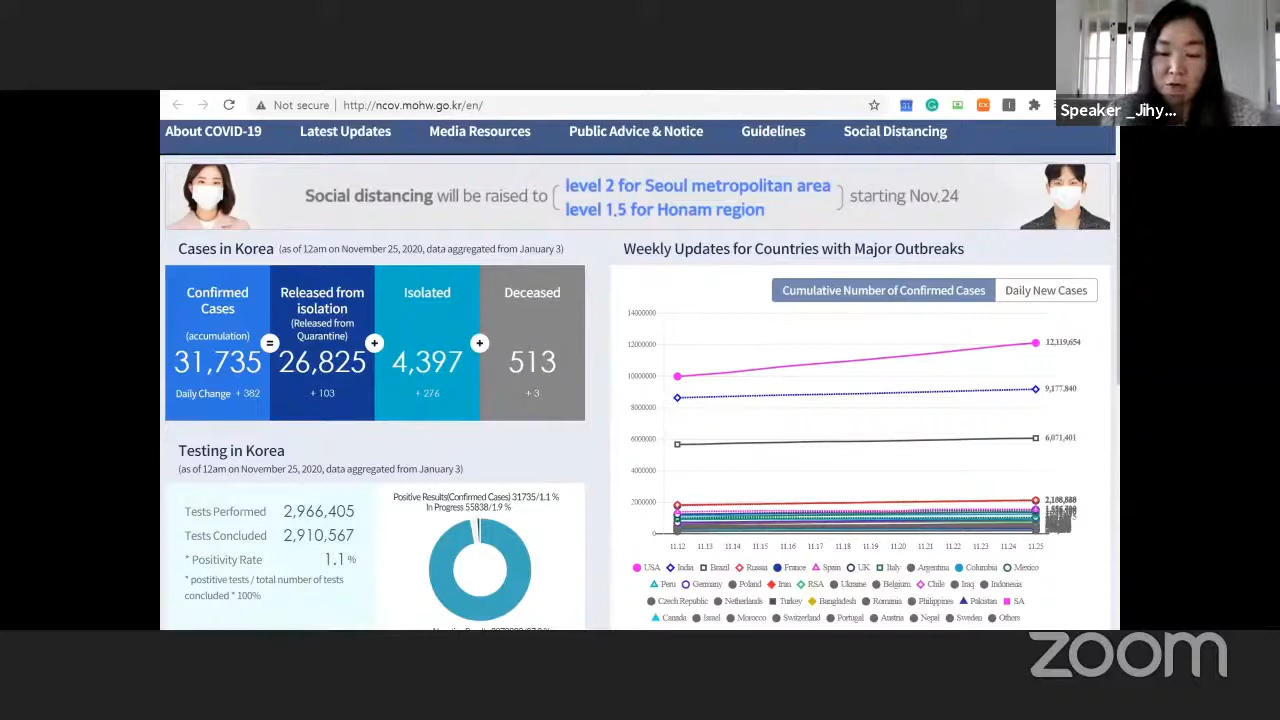 Speaker _Jihy...
Not secure | http://ncov.mohw.go.kr/en/
About COVID-19 Latest Updates Media Resources Public Advice & Notice Guidelines Social Distancing
Social distancing will be raised to level 2 for Seoul metropolitan area
level 1.5 for Honam region
starting Nov.24
Cases in Korea (as of 12am on November 25, 2020, data aggregated from January 3)
Confirmed Cases
(accumulation)
31,735
Daily Change + 382
=
Released from isolation
(Released from Quarantine)
26,825
+ 103
+
Isolated
4,397
+ 276
+
Deceased
513
+ 3
Testing in Korea
(as of 12am on November 25, 2020, data aggregated from January 3)
Tests Performed 2,966,405
Tests Concluded 2,910,567
* Positivity Rate 1.1 %
* postitive tests / total number of tests
concluded * 100%
Positive Results(Confirmed Cases) 31735/1.1 %
In Progress 55838/1.9 %
Weekly Updates for Countries with Major Outbreaks
Cumulative Number of Confirmed Cases Daily New Cases
14000000
12000000
10000000
8000000
6000000
4000000
2000000
0
12,119,654
9,177,840
6,071,401
11.12 11.13 11.14 11.15 11.16 11.17 11.18 11.19 11.20 11.21 11.22 11.23 11.24 11.25
USA India Brazil Russia France Spain UK Italy Argentina Columbia Mexico
Peru Germany Poland Iran RSA Ukraine Belgium Chile Iraq Indonesia
Czech Republic Netherlands Turkey Bangladesh Romania Philippines Pakistan SA
Canada Israel Morocco Switzerland Portugal Austria Nepal Sweden Others
zoom